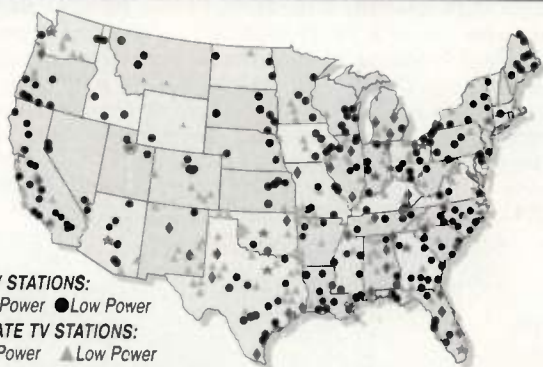 STATIONS:
Power ● Low Power
ATE TV STATIONS:
Power ▲ Low Power